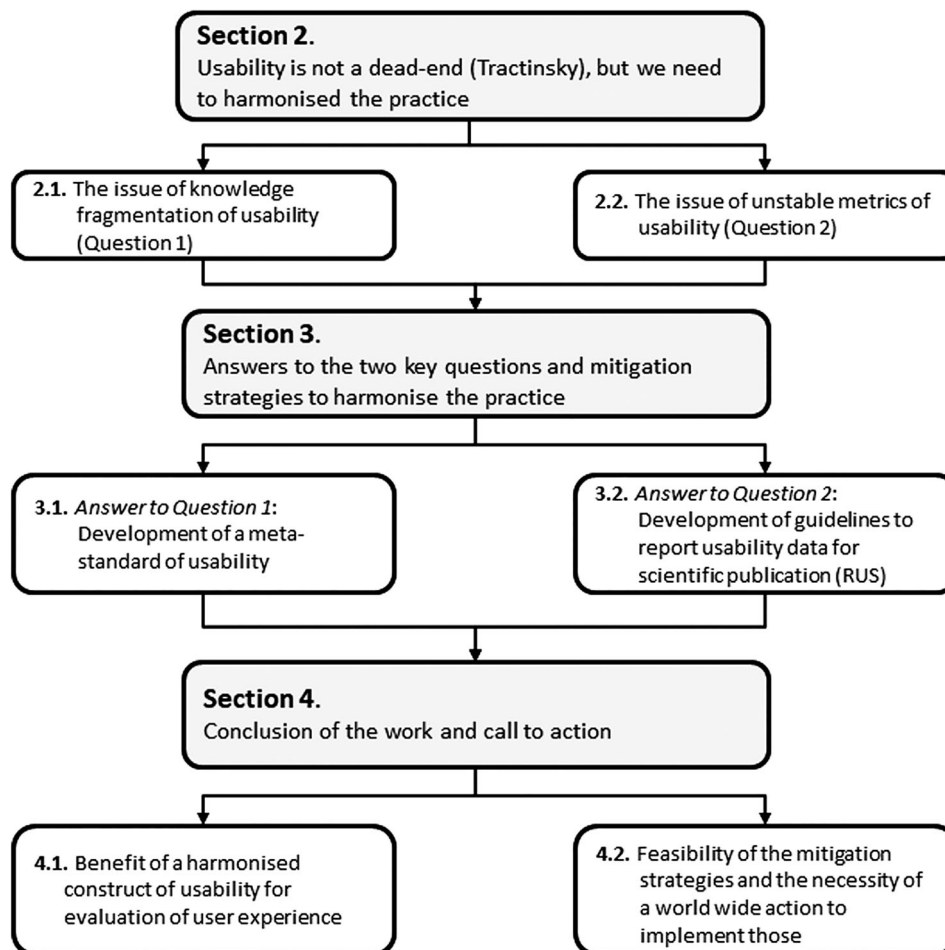 Section 2.
Usability is not a dead-end (Tractinsky), but we need
to harmonised the practice
2.1. The issue of knowledge
fragmentation of usability
(Question 1)
2.2. The issue of unstable metrics of
usability (Question 2)
Section 3.
Answers to the two key questions and mitigation
strategies to harmonise the practice
3.1. Answer to Question 1:
Development of a meta-
standard of usability
3.2. Answer to Question 2:
Development of guidelines to
report usability data for
scientific publication (RUS)
Section 4.
Conclusion of the work and call to action
4.1. Benefit of a harmonised
construct of usability for
evaluation of user experience
4.2. Feasibility of the mitigation
strategies and the necessity of
a world wide action to
implement those